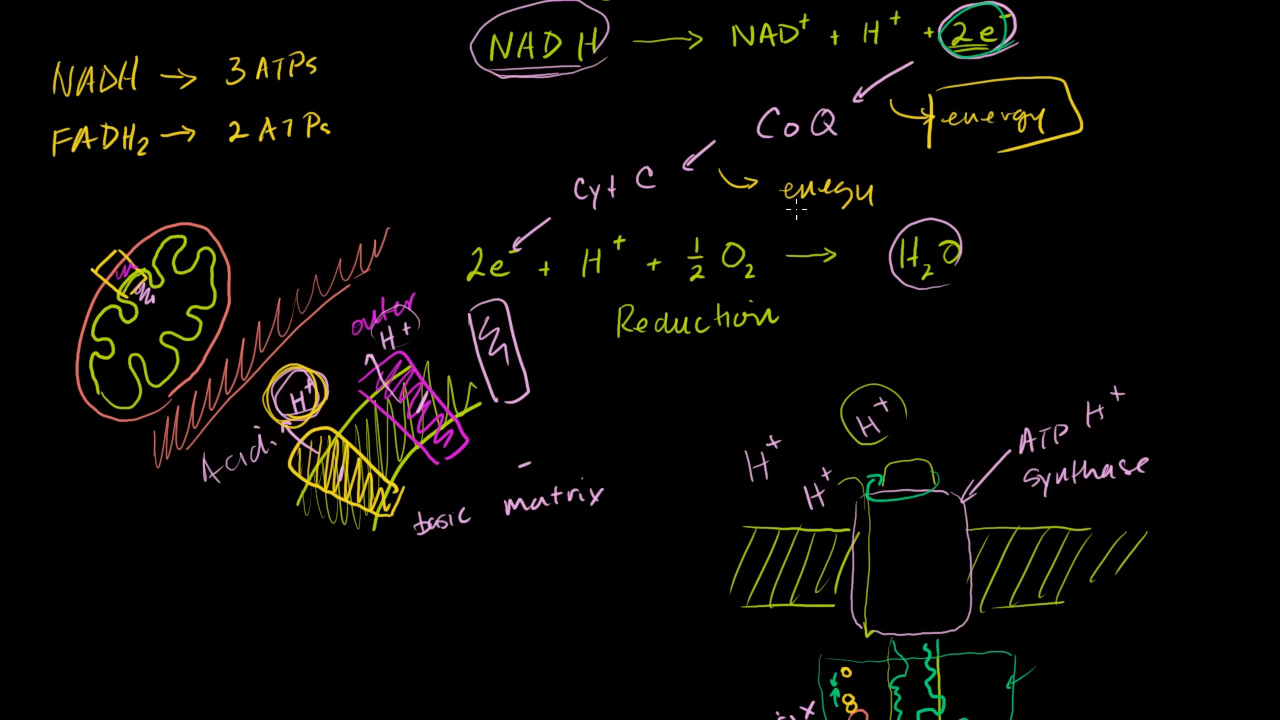 NADH → NAD⁺ + H⁺ + 2e⁻
NADH → 3 ATPs
FADH₂ → 2 ATPs
CoQ
energy
Cyt C
energy
2e⁻ + H⁺ + ½ O₂ → H₂O
Reduction
outer
H⁺
H⁺
Acidi
basic matrix
H⁺
H⁺
H⁺
ATP H⁺
synthase